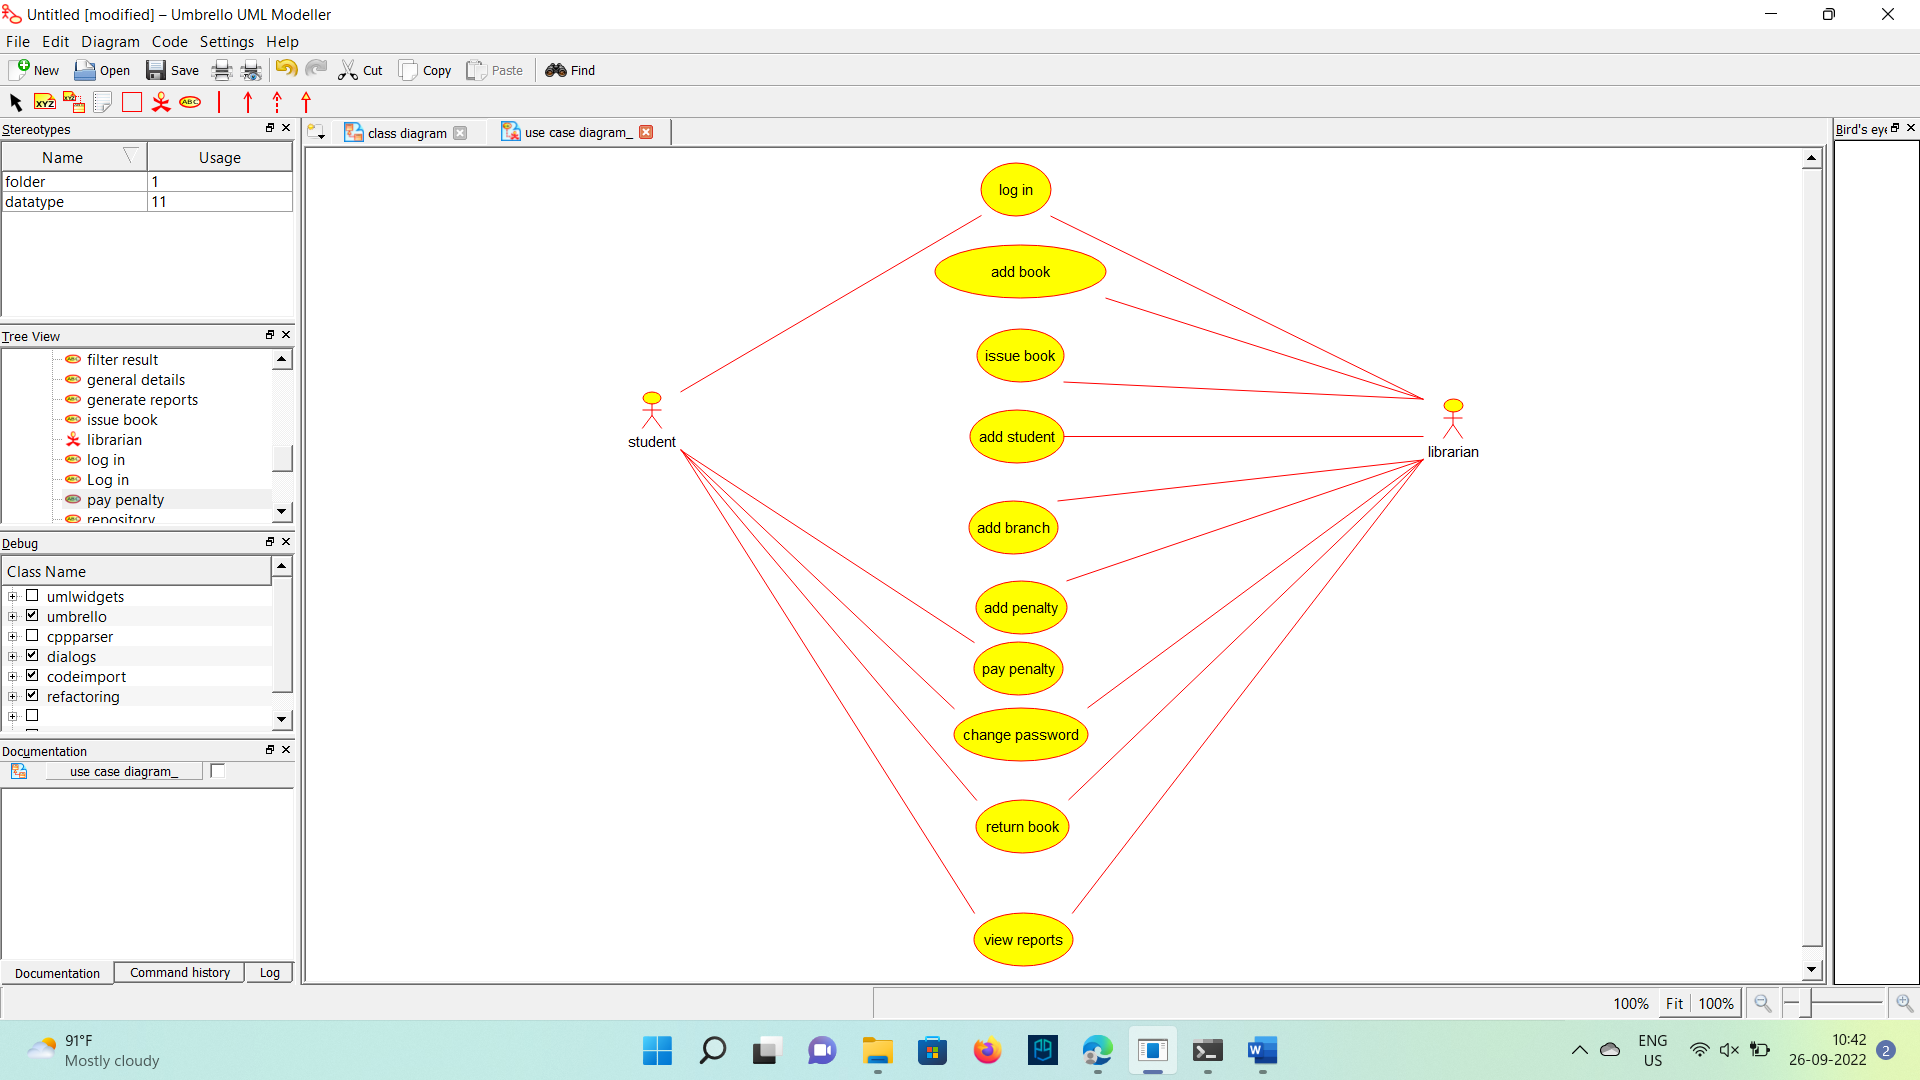 Untitled [modified] – Umbrello UML Modeller
File Edit Diagram Code Settings Help
New Open Save Cut Copy Paste Find
XYZ ABC
Stereotypes
Name Usage
folder 1
datatype 11
Tree View
filter result
general details
generate reports
issue book
librarian
log in
Log in
pay penalty
repository
Debug
Class Name
umlwidgets
umbrello
cppparser
dialogs
codeimport
refactoring
Documentation
use case diagram_
Documentation Command history Log
class diagram use case diagram_
log in
add book
issue book
add student
add branch
add penalty
pay penalty
change password
return book
view reports
student
librarian
Bird's eye
100% Fit 100%
91°F
Mostly cloudy
ENG
US
10:42
26-09-2022
2